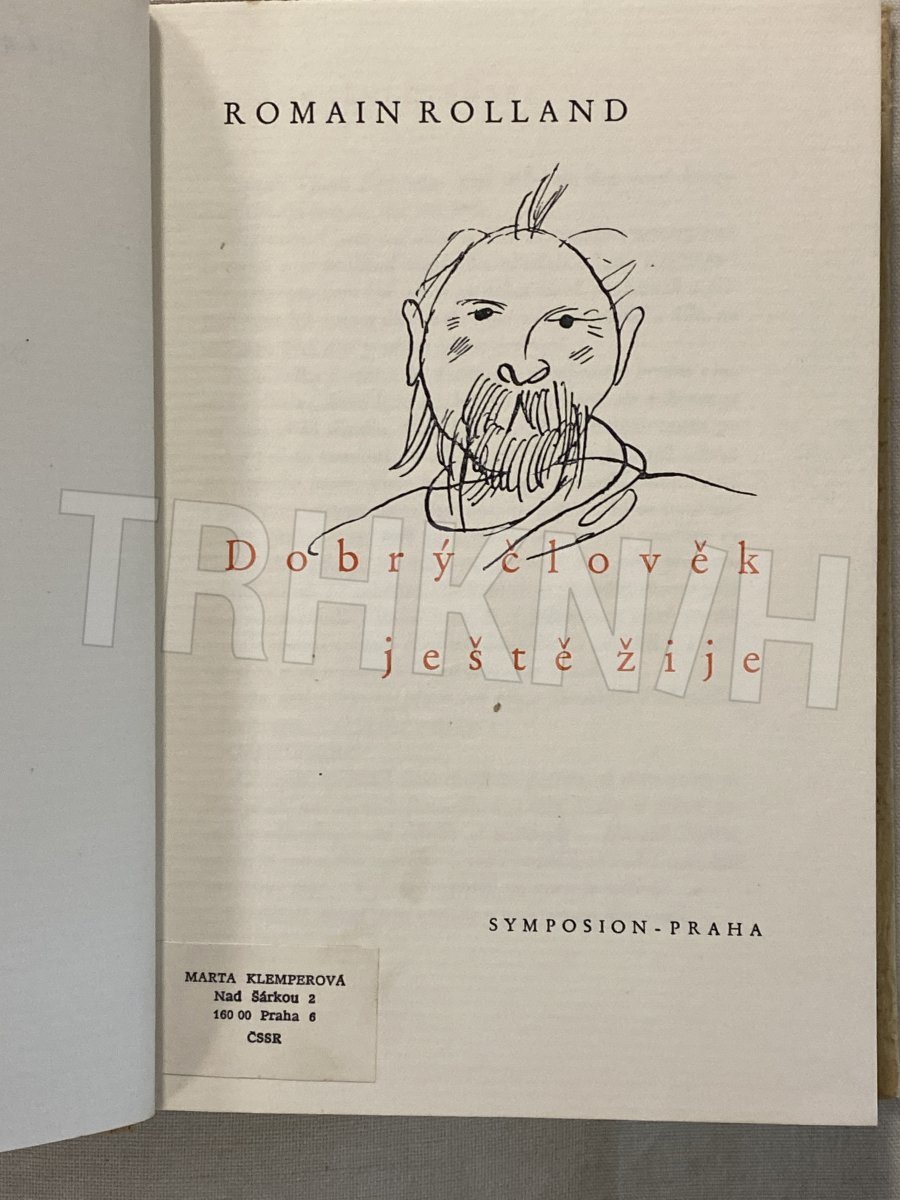 ROMAIN ROLLAND
Dobrý člověk
ještě žije
TRHKNIH
SYMPOSION-PRAHA
MARTA KLEMPEROVÁ
Nad Šárkou 2
160 00 Praha 6
ČSSR